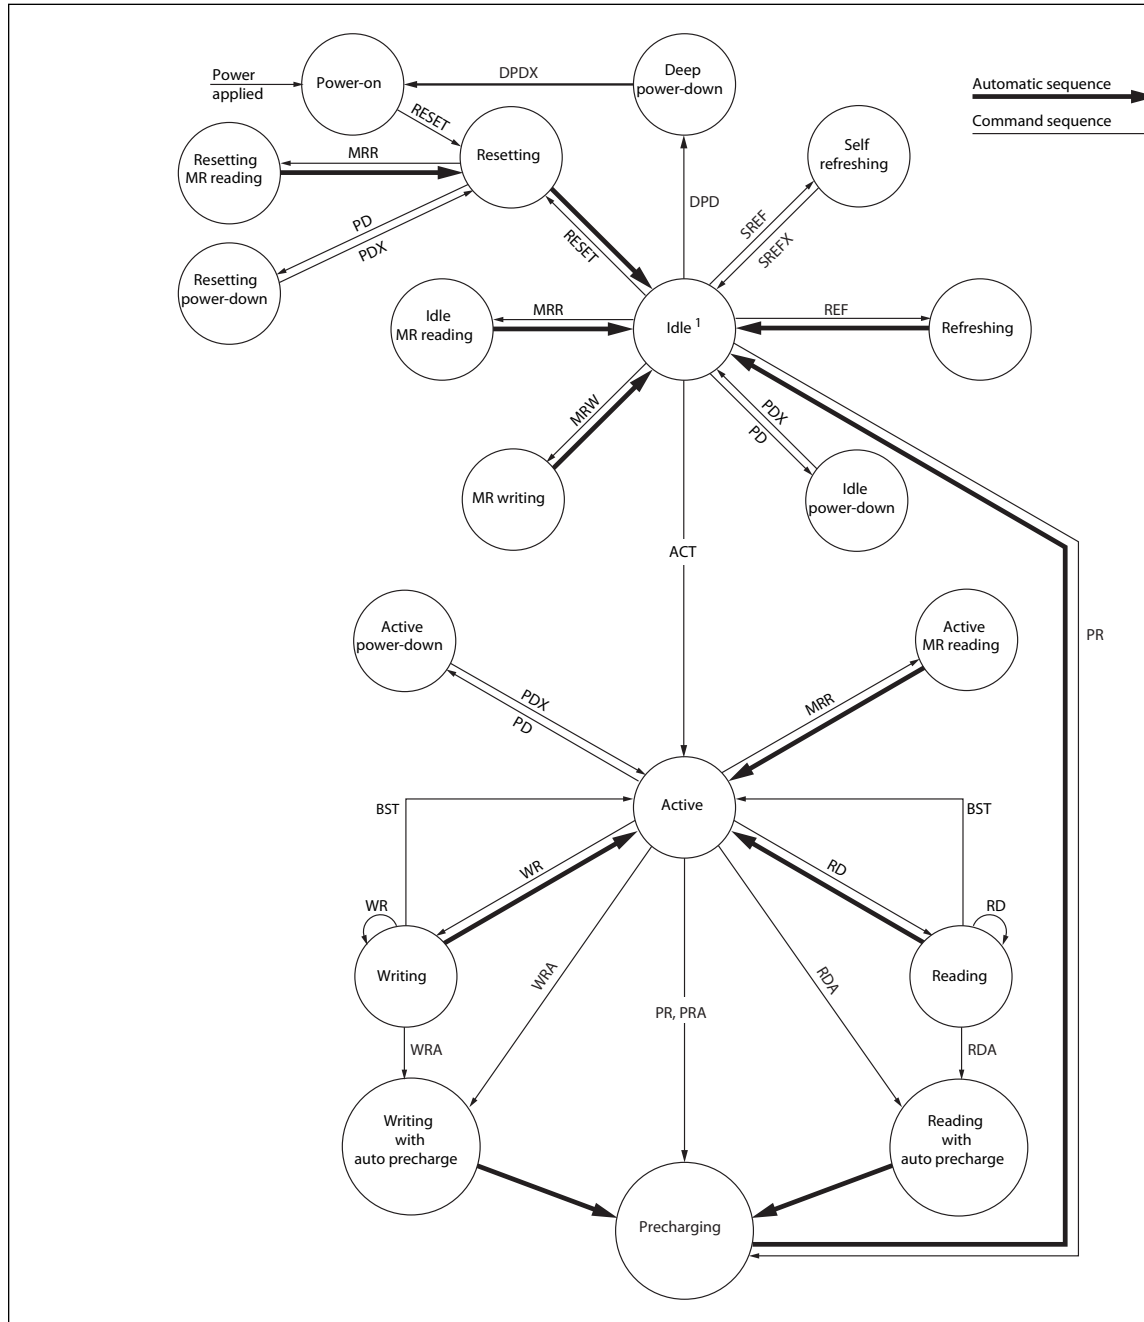 Power
applied
Power-on
DPDX
Deep
power-down
Automatic sequence
Command sequence
RESET
Resetting
MR reading
MRR
Resetting
Self
refreshing
PD
PDX
DPD
SREF
SREFX
RESET
Resetting
power-down
Idle
MR reading
MRR
Idle 1
REF
Refreshing
MRW
PDX
PD
MR writing
Idle
power-down
ACT
Active
power-down
Active
MR reading
PR
PDX
PD
MRR
BST
Active
BST
WR
RD
WR
RD
Writing
Reading
WRA
RDA
PR, PRA
WRA
RDA
Writing
with
auto precharge
Reading
with
auto precharge
Precharging